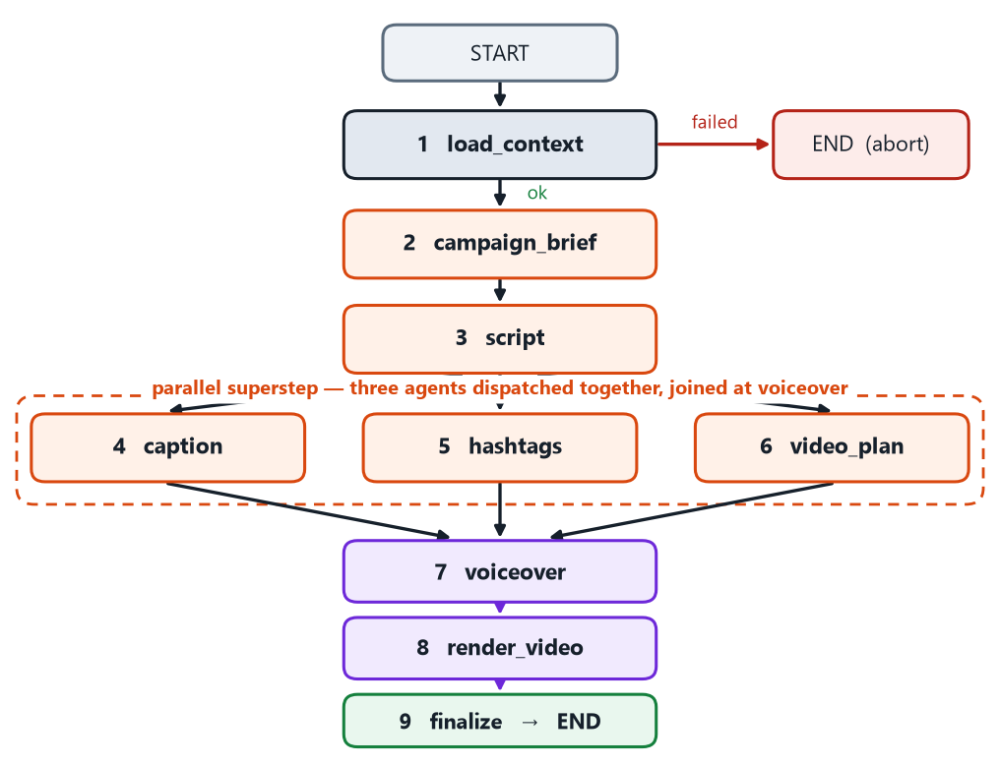 START
1 load_context
failed
END (abort)
ok
2 campaign_brief
3 script
parallel superstep — three agents dispatched together, joined at voiceover
4 caption
5 hashtags
6 video_plan
7 voiceover
8 render_video
9 finalize → END